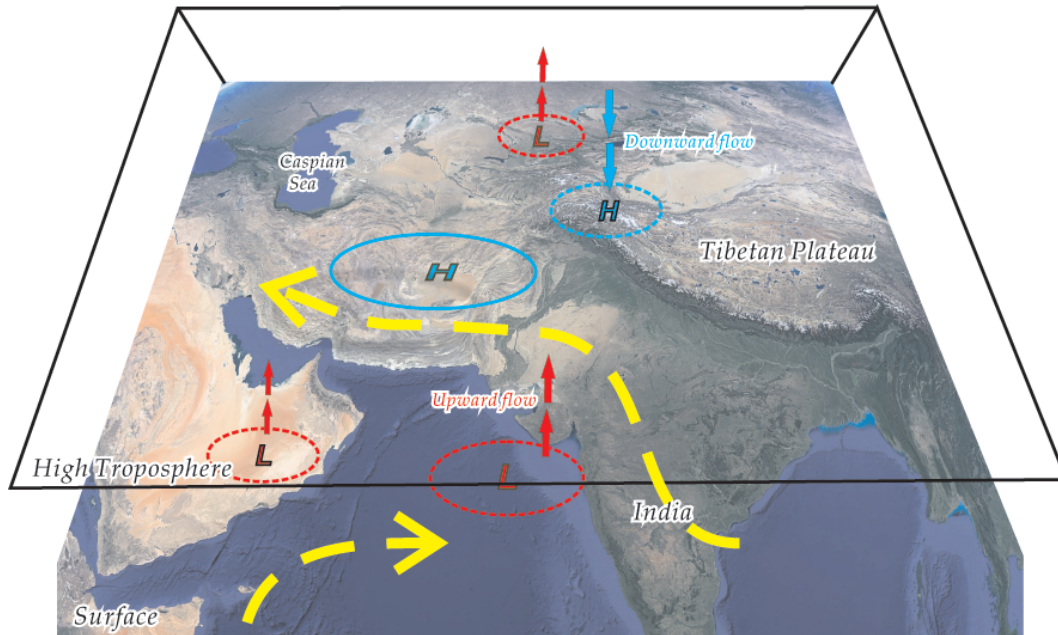 L
Downward flow
Caspian
Sea
H
Tibetan Plateau
H
Upward flow
L
High Troposphere
L
India
Surface